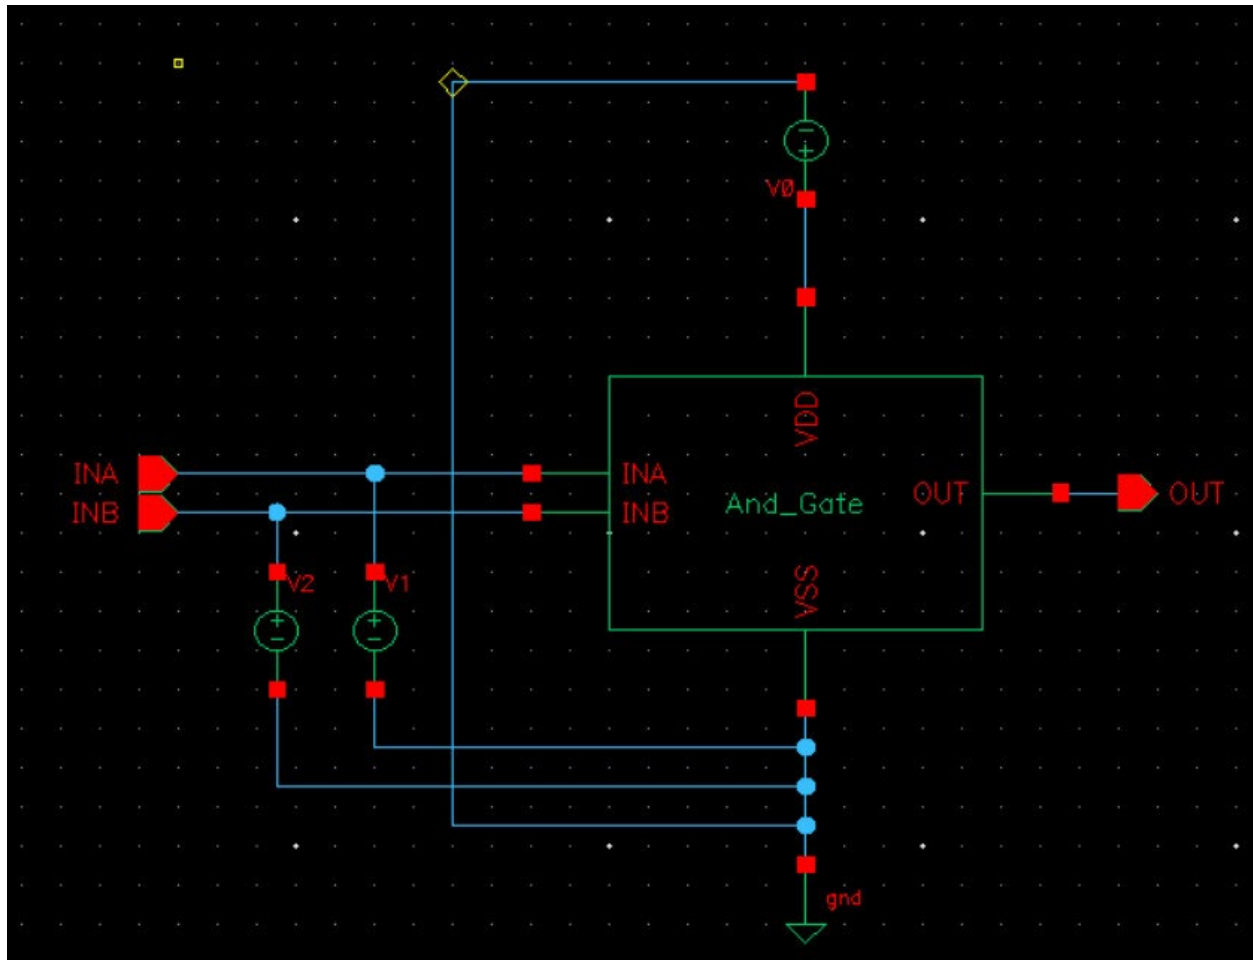 V0
VDD
INA
INB
INA
INB
And_Gate
OUT
OUT
V2
V1
VSS
gnd